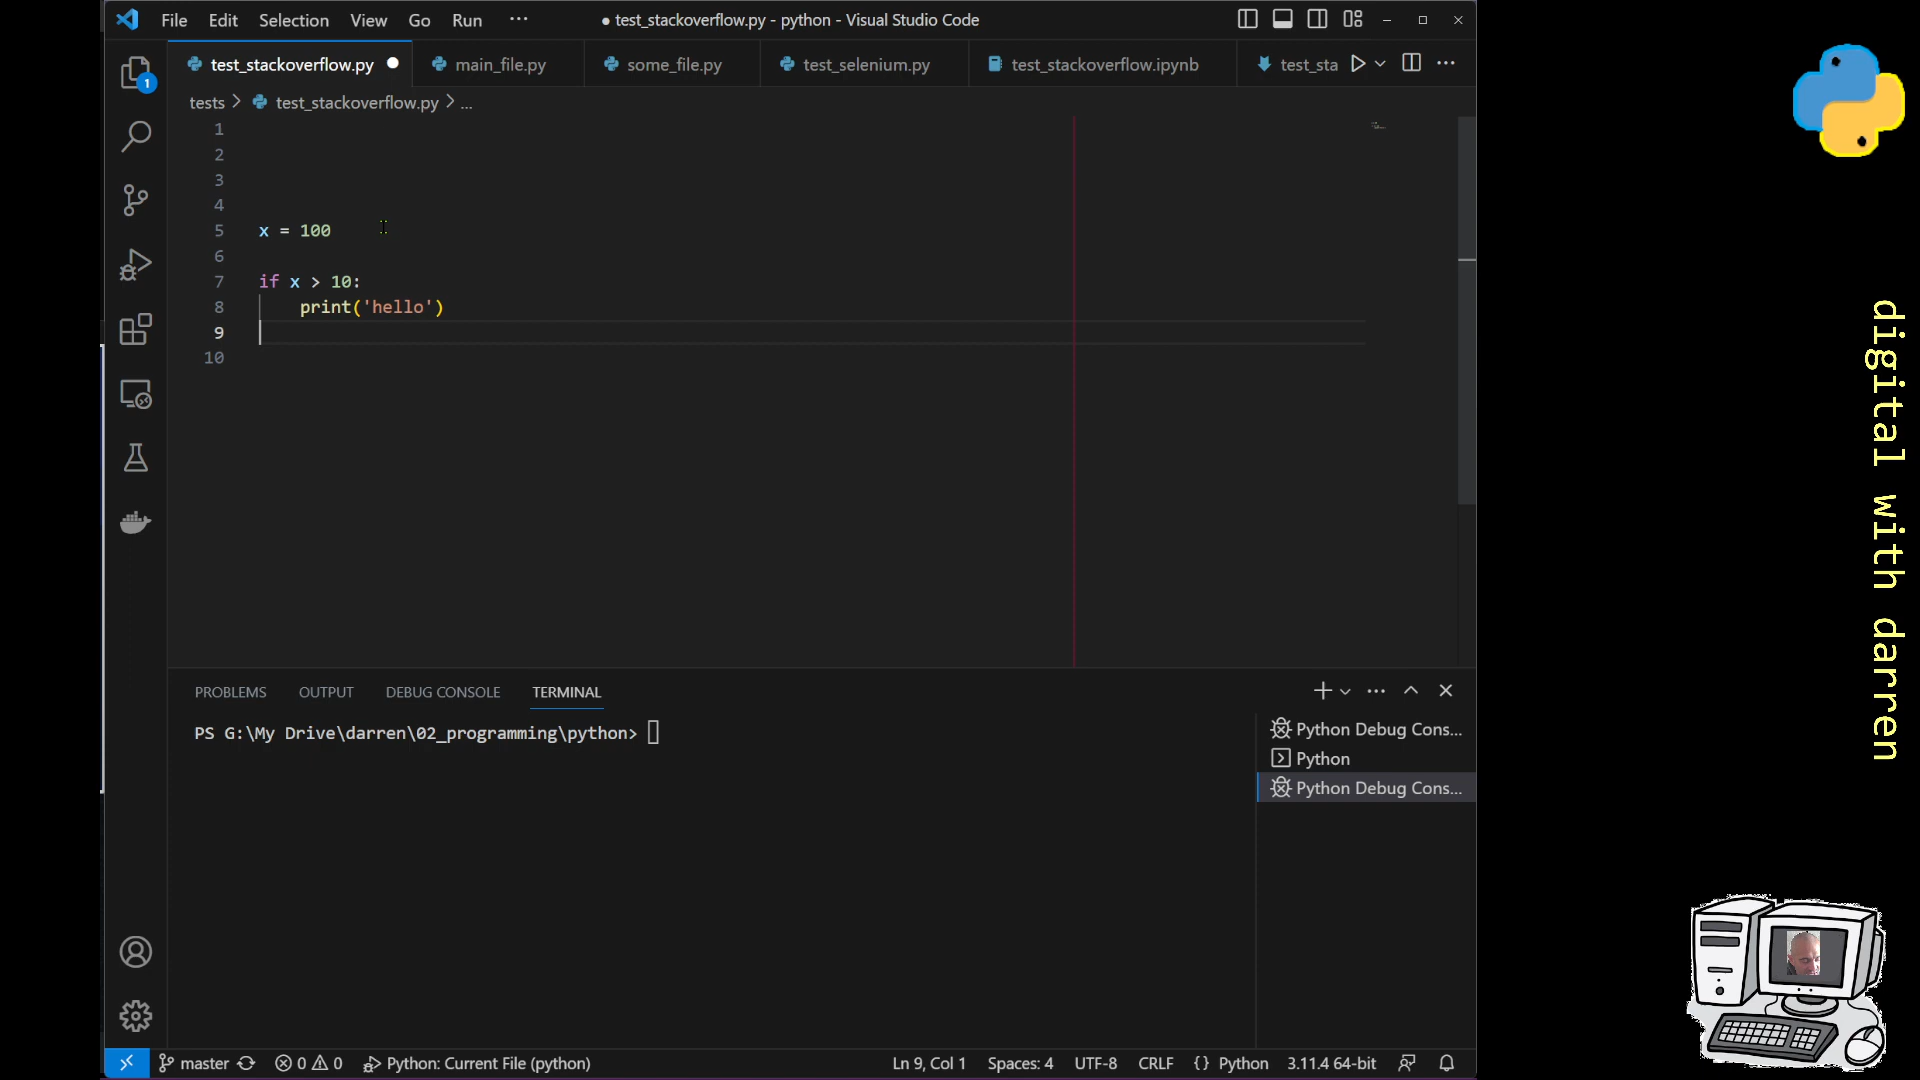 File Edit Selection View Go Run ··· ● test_stackoverflow.py - python - Visual Studio Code
test_stackoverflow.py main_file.py some_file.py test_selenium.py test_stackoverflow.ipynb test_sta
tests > test_stackoverflow.py > ...
1
1
2
3
4
5 x = 100
6
7 if x > 10:
8 print('hello')
9
10
PROBLEMS OUTPUT DEBUG CONSOLE TERMINAL
PS G:\My Drive\darren\02_programming\python>
Python Debug Cons...
Python
Python Debug Cons...
master 0 0 Python: Current File (python) Ln 9, Col 1 Spaces: 4 UTF-8 CRLF {} Python 3.11.4 64-bit
digital with darren